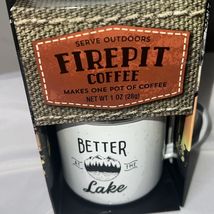 SERVE OUTDOORS
FIREPIT
COFFEE
MAKES ONE POT OF COFFEE
NET WT 1 OZ (28g)
BETTER
AT THE
Lake